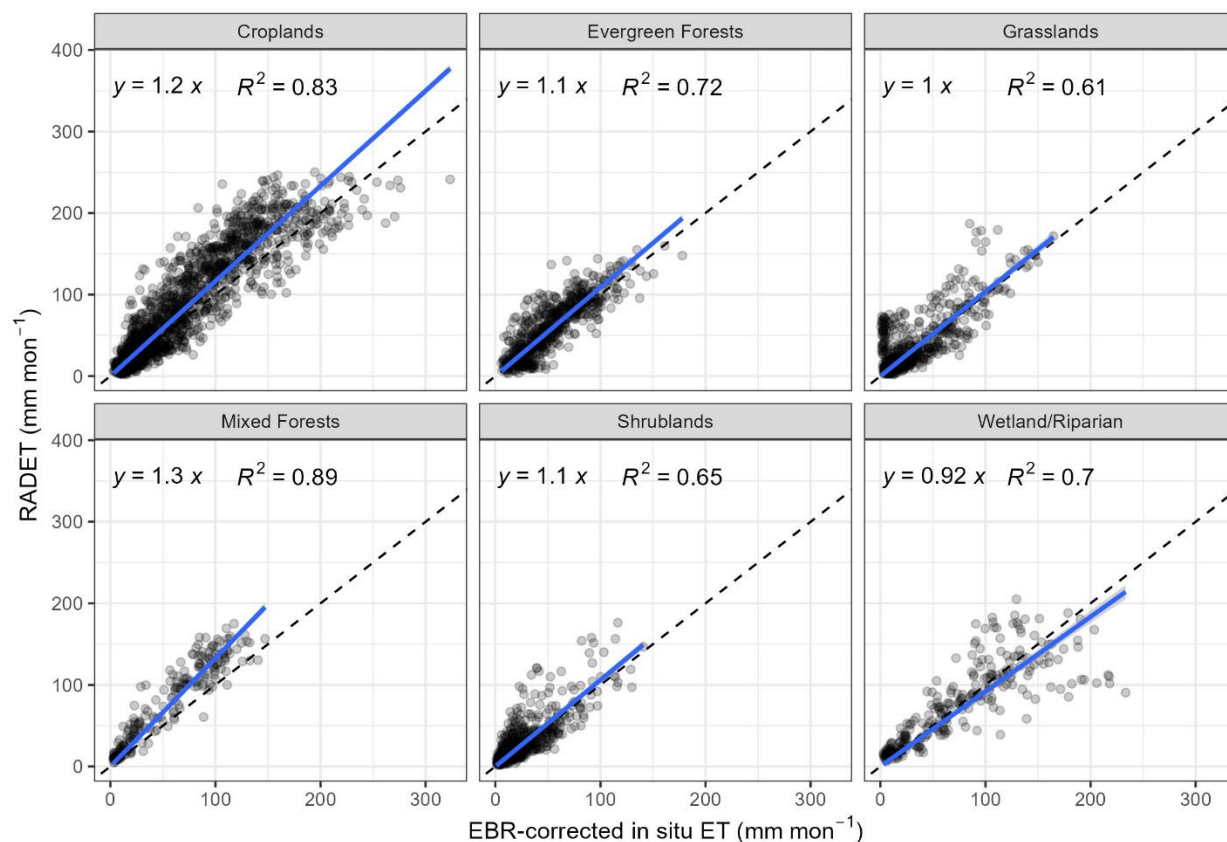 Croplands
Evergreen Forests
Grasslands
y = 1.2 x R² = 0.83
y = 1.1 x R² = 0.72
y = 1 x R² = 0.61
400
300
200
100
0
Mixed Forests
Shrublands
Wetland/Riparian
y = 1.3 x R² = 0.89
y = 1.1 x R² = 0.65
y = 0.92 x R² = 0.7
400
300
200
100
0
0 100 200 300
0 100 200 300
0 100 200 300
RADET (mm mon⁻¹)
EBR-corrected in situ ET (mm mon⁻¹)